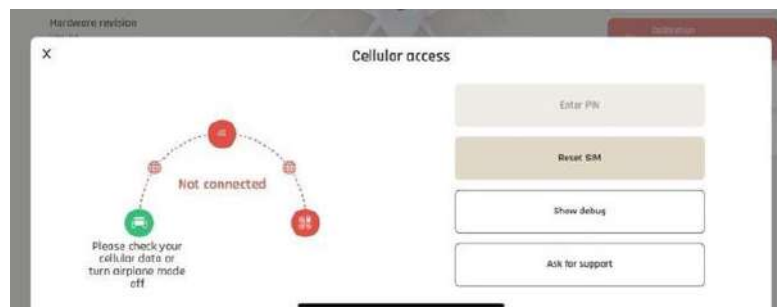 Hardware revision
Calibration
X
Cellular access
Enter PIN
Reset SIM
Not connected
Show debug
Please check your
cellular data or
turn airplane mode
off
Ask for support